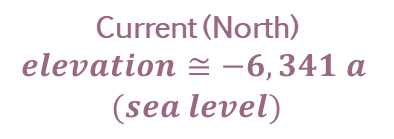 Current (North)
elevation ≅ −6, 341 a
(sea level)